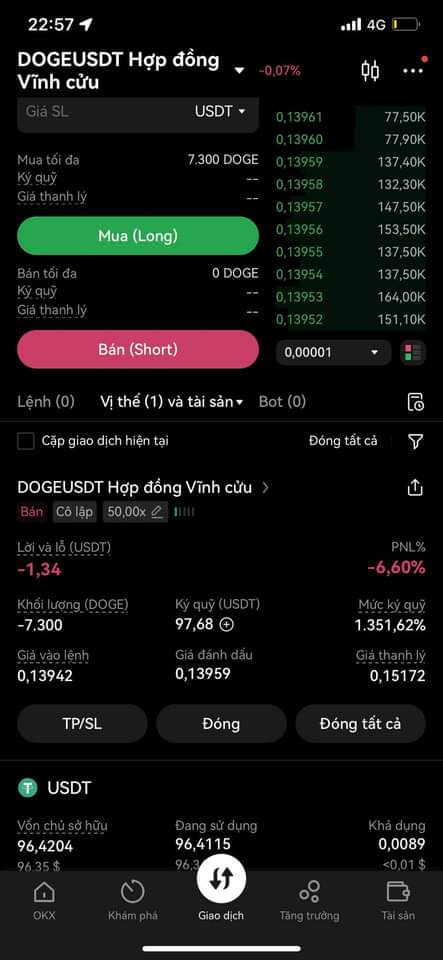 22:57
4G
DOGEUSDT Hợp đồng
Vĩnh cửu
-0,07%
Giá SL
USDT
Mua tối đa
7.300 DOGE
Ký quỹ
--
Giá thanh lý
--
Mua (Long)
Bán tối đa
0 DOGE
Ký quỹ
--
Giá thanh lý
--
Bán (Short)
0,13961 77,50K
0,13960 77,90K
0,13959 137,40K
0,13958 132,30K
0,13957 147,50K
0,13956 153,50K
0,13955 137,50K
0,13954 137,50K
0,13953 164,00K
0,13952 151,10K
0,00001
Lệnh (0) Vị thế (1) và tài sản Bot (0)
Cặp giao dịch hiện tại Đóng tất cả
DOGEUSDT Hợp đồng Vĩnh cửu
Bán Cô lập 50,00x
Lời và lỗ (USDT) PNL%
-1,34 -6,60%
Khối lượng (DOGE) Ký quỹ (USDT) Mức ký quỹ
-7.300 97,68 1.351,62%
Giá vào lệnh Giá đánh dấu Giá thanh lý
0,13942 0,13959 0,15172
TP/SL Đóng Đóng tất cả
USDT
Vốn chủ sở hữu Đang sử dụng Khả dụng
96,4204 96,4115 0,0089
96,35 $ <0,01 $
OKX Khám phá Giao dịch Tăng trưởng Tài sản